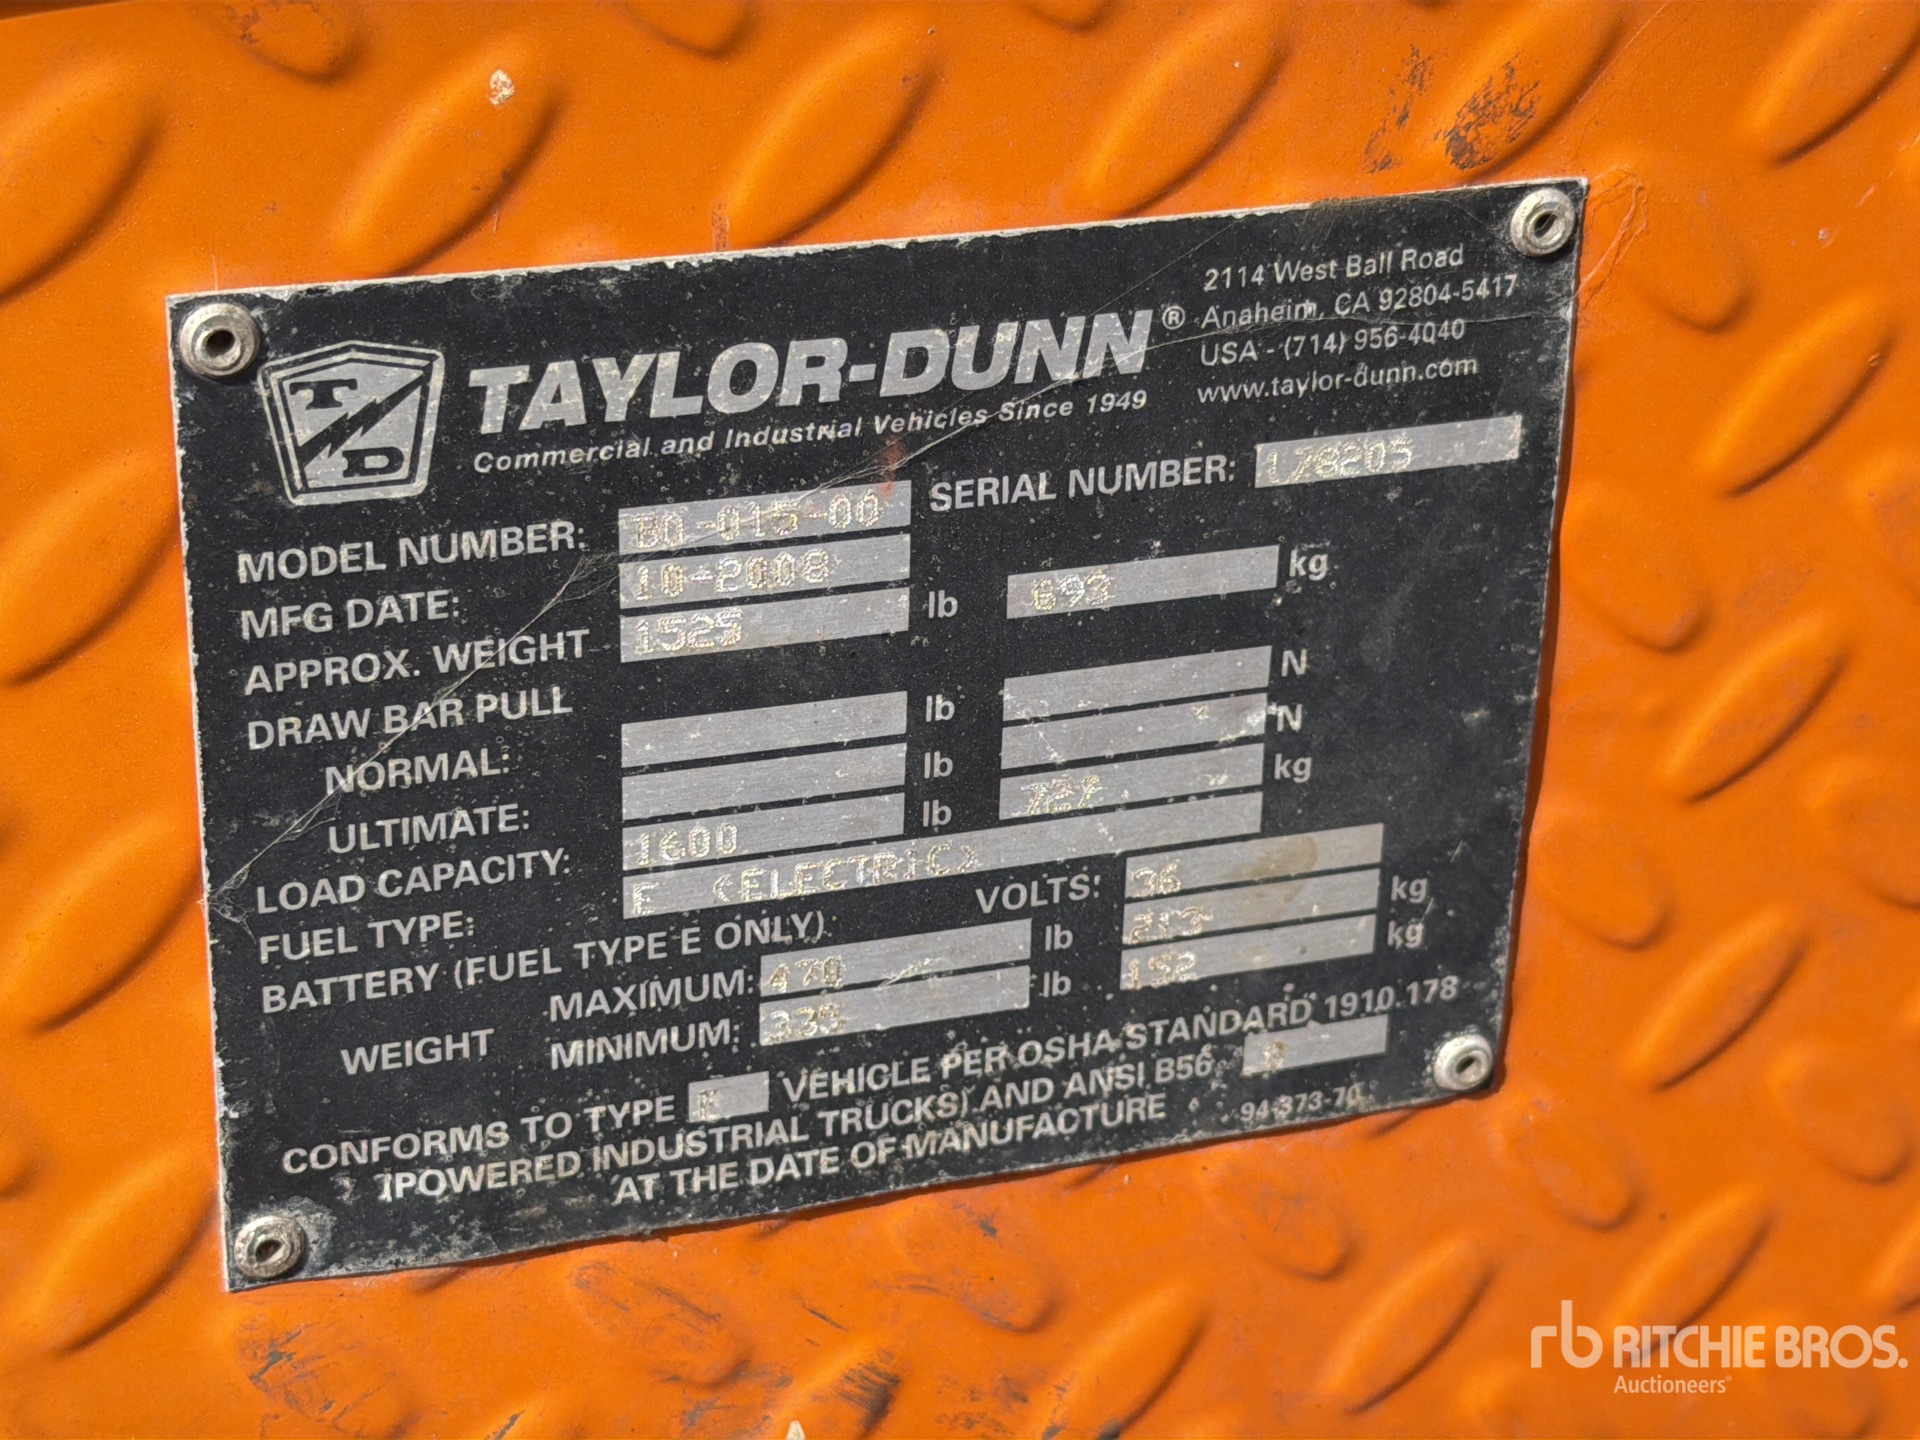 TD
TAYLOR-DUNN®
Commercial and Industrial Vehicles Since 1949
2114 West Ball Road
Anaheim, CA 92804-5417
USA - (714) 956-4040
www.taylor-dunn.com
MODEL NUMBER: B0-015-00 SERIAL NUMBER: 178205
MFG DATE: 10-2008
APPROX. WEIGHT 1525 lb 693 kg
DRAW BAR PULL
NORMAL: lb N
ULTIMATE: lb N
LOAD CAPACITY: 1600 lb 727 kg
FUEL TYPE: E (ELECTRIC)
BATTERY (FUEL TYPE E ONLY) VOLTS: 36
WEIGHT MAXIMUM: 470 lb 213 kg
MINIMUM: 335 lb 152 kg
CONFORMS TO TYPE E VEHICLE PER OSHA STANDARD 1910.178
(POWERED INDUSTRIAL TRUCKS) AND ANSI B56
AT THE DATE OF MANUFACTURE 94-373-70
rb RITCHIE BROS.
Auctioneers